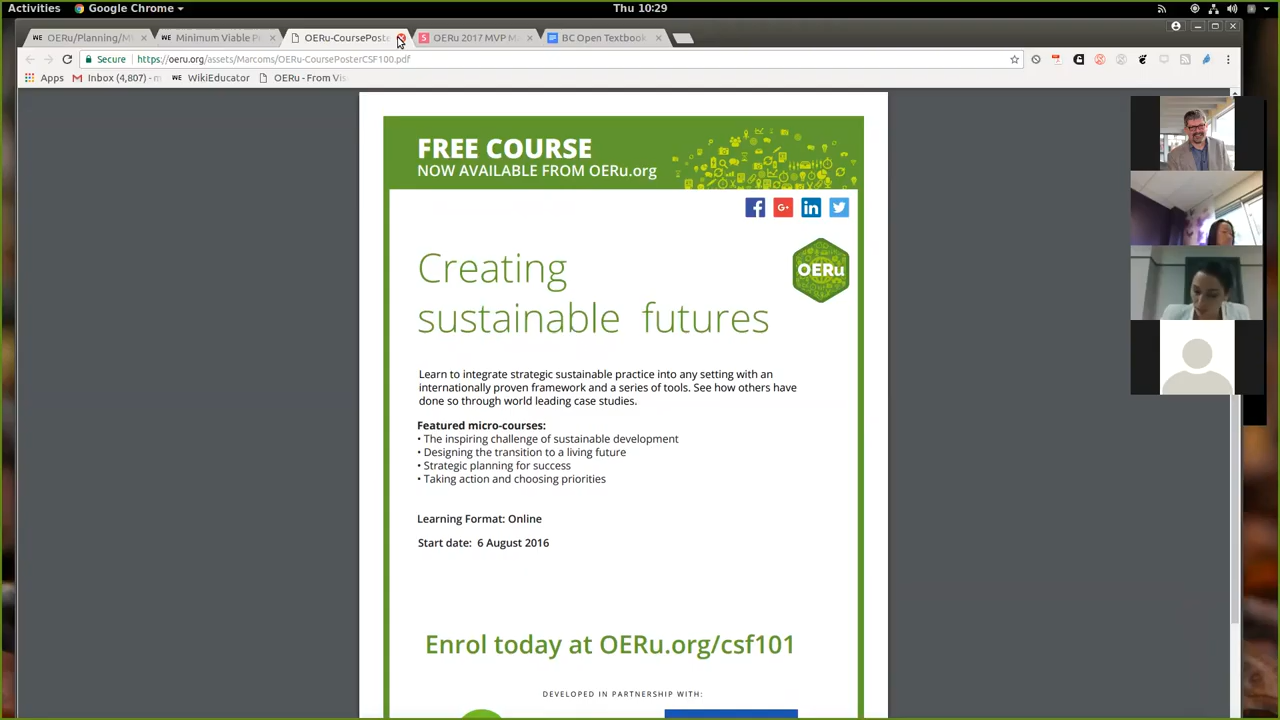 Activities
Google Chrome
Thu 10:29
OERu/Planning/M
Minimum Viable P
OERu-CoursePoste
OERu 2017 MVP M
BC Open Textbook
Secure
https://oeru.org/assets/Marcoms/OERu-CoursePosterCSF100.pdf
Apps
Inbox (4,807) - m
WE WikiEducator
OERu - From Vis
FREE COURSE
NOW AVAILABLE FROM OERu.org
Creating
sustainable futures
OERu
Learn to integrate strategic sustainable practice into any setting with an
internationally proven framework and a series of tools. See how others have
done so through world leading case studies.
Featured micro-courses:
• The inspiring challenge of sustainable development
• Designing the transition to a living future
• Strategic planning for success
• Taking action and choosing priorities
Learning Format: Online
Start date: 6 August 2016
Enrol today at OERu.org/csf101
DEVELOPED IN PARTNERSHIP WITH: